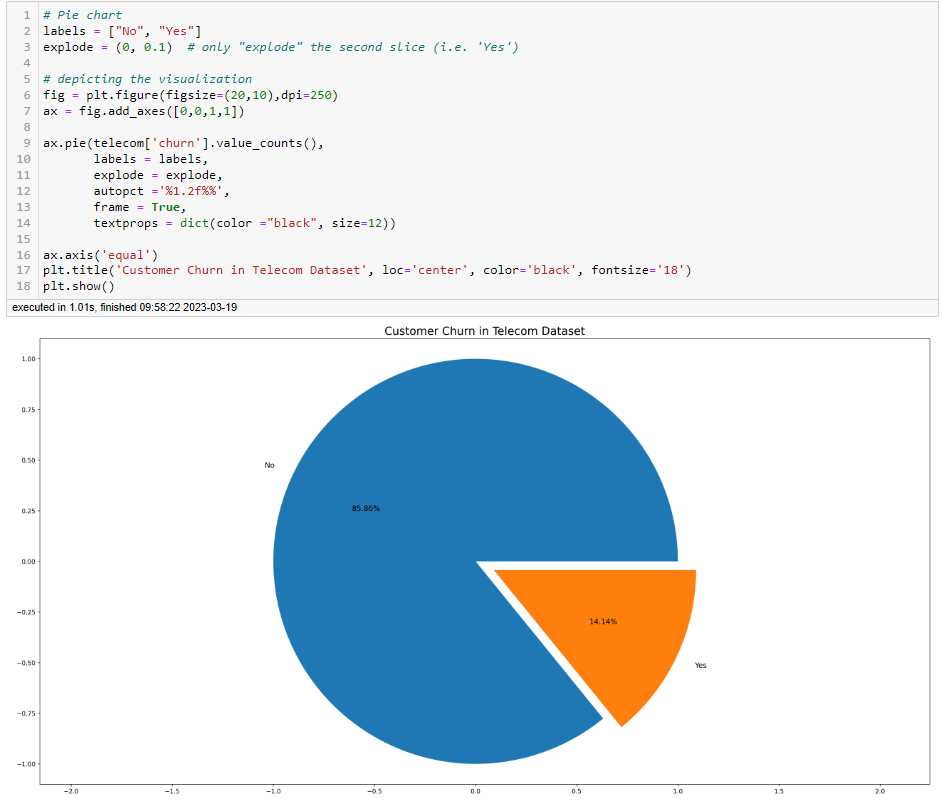 1 # Pie chart
2 labels = ["No", "Yes"]
3 explode = (0, 0.1)  # only "explode" the second slice (i.e. 'Yes')
4
5 # depicting the visualization
6 fig = plt.figure(figsize=(20,10),dpi=250)
7 ax = fig.add_axes([0,0,1,1])
8
9 ax.pie(telecom['churn'].value_counts(),
10        labels = labels,
11        explode = explode,
12        autopct ='%1.2f%%',
13        frame = True,
14        textprops = dict(color ="black", size=12))
15
16 ax.axis('equal')
17 plt.title('Customer Churn in Telecom Dataset', loc='center', color='black', fontsize='18')
18 plt.show()
executed in 1.01s, finished 09:58:22 2023-03-19
Customer Churn in Telecom Dataset
1.00
0.75
0.50
No
0.25
85.86%
0.00
−0.25
14.14%
−0.50
Yes
−0.75
−1.00
−2.0 −1.5 −1.0 −0.5 0.0 0.5 1.0 1.5 2.0